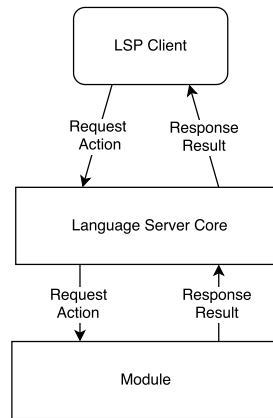 LSP Client
Request
Action
Response
Result
Language Server Core
Request
Action
Response
Result
Module